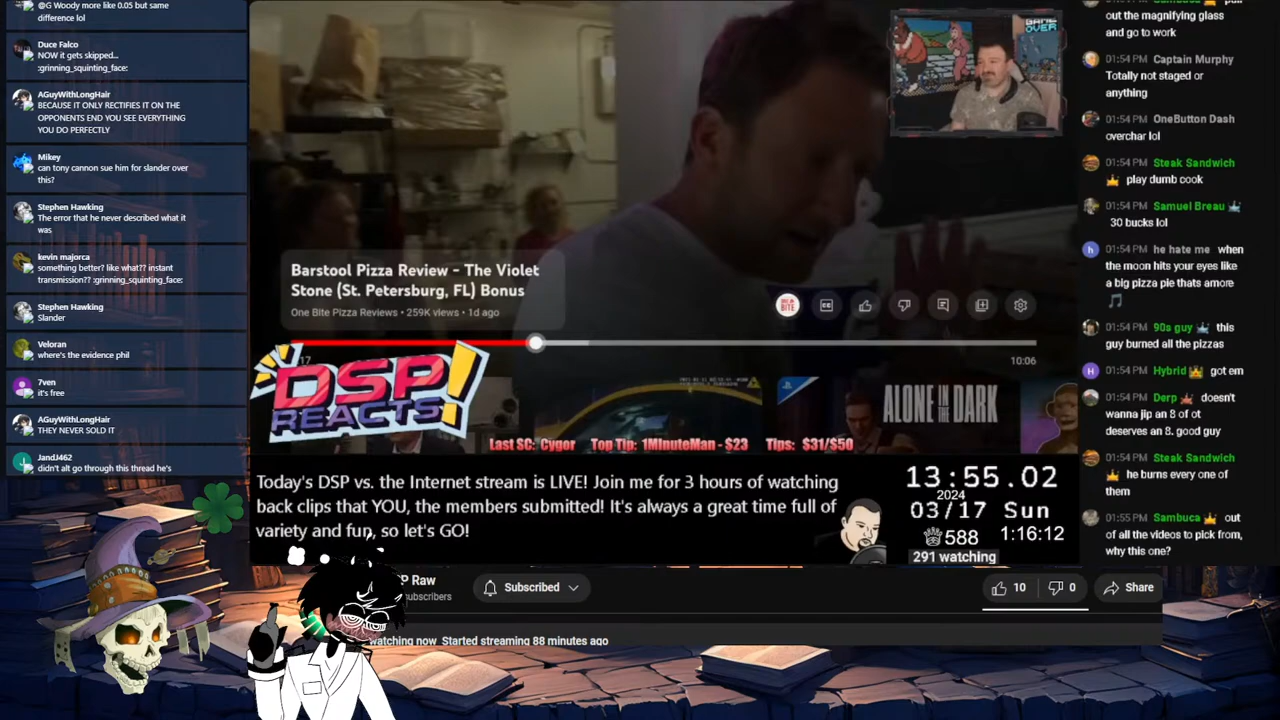 @G Woody more like 0.05 but same
difference lol
Duce Falco
NOW it gets skipped...
:grinning_squinting_face:
AGuyWithLongHair
BECAUSE IT ONLY RECTIFIES IT ON THE
OPPONENTS END YOU SEE EVERYTHING
YOU DO PERFECTLY
Mikey
can tony cannon sue him for slander over
this?
Stephen Hawking
The error that he never described what it
was
kevin majorca
something better? like what?? instant
transmission?? :grinning_squinting_face:
Stephen Hawking
Slander
Veloran
where's the evidence phil
7ven
it's free
AGuyWithLongHair
THEY NEVER SOLD IT
JandJ462
didn't alt go through this thread he's
GAME
OVER
Barstool Pizza Review - The Violet
Stone (St. Petersburg, FL) Bonus
One Bite Pizza Reviews • 259K views • 1d ago
ONE
BITE
CC
17
10:06
DSP
REACTS!
ALONE IN THE DARK
Last SC: Cygor Top Tip: 1MinuteMan - $23 Tips: $31/$50
Today's DSP vs. the Internet stream is LIVE! Join me for 3 hours of watching
back clips that YOU, the members submitted! It's always a great time full of
variety and fun, so let's GO!
13:55.02
2024
03/17 Sun
588
1:16:12
291 watching
P Raw
Subscribed
10
0
Share
watching now Started streaming 88 minutes ago
out the magnifying glass
and go to work
01:54 PM Captain Murphy
Totally not staged or
anything
01:54 PM OneButton Dash
overchar lol
01:54 PM Steak Sandwich
play dumb cook
01:54 PM Samuel Breau
30 bucks lol
01:54 PM he hate me when
the moon hits your eyes like
a big pizza pie thats amore
01:54 PM 90s guy this
guy burned all the pizzas
01:54 PM Hybrid got em
01:54 PM Derp doesn't
wanna jip an 8 of ot
deserves an 8. good guy
01:54 PM Steak Sandwich
he burns every one of
them
01:55 PM Sambuca out
of all the videos to pick from,
why this one?